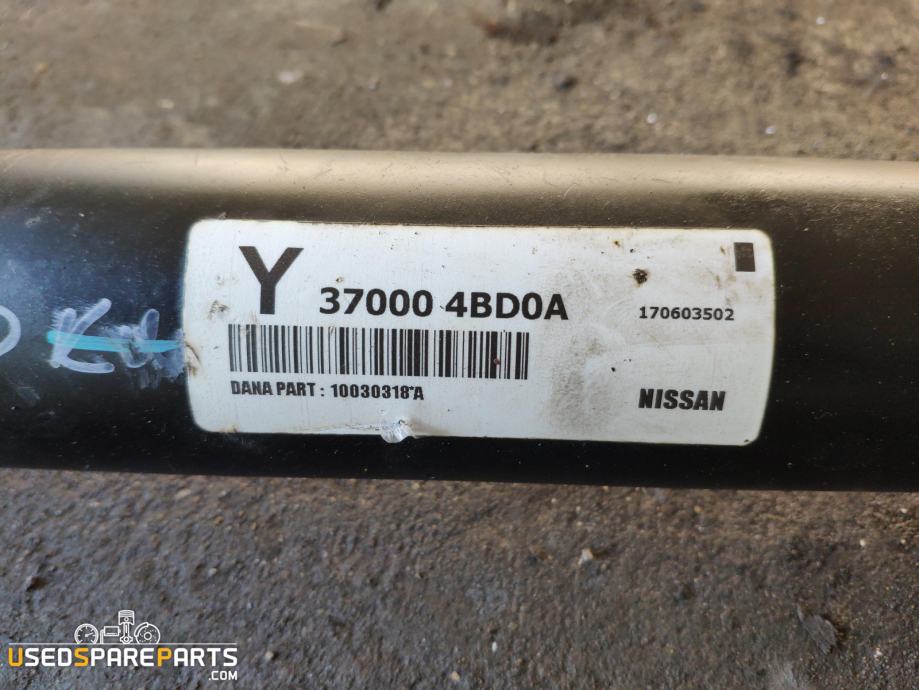 Y 37000 4BD0A 170603502
DANA PART : 10030318*A
NISSAN
USEDSPAREPARTS
.COM